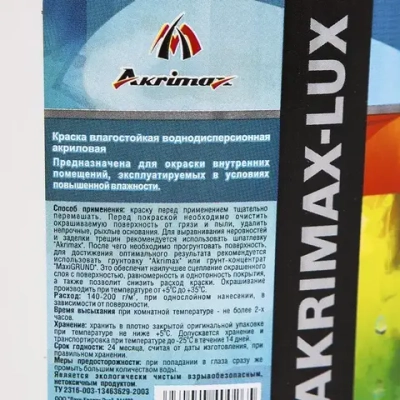 Akrimax
Краска влагостойкая воднодисперсионная
акриловая
Предназначена для окраски внутренних
помещений, эксплуатируемых в условиях
повышенной влажности.
Способ применения: краску перед применением тщательно
перемешать. Перед покраской необходимо очистить
окрашиваемую поверхность от грязи и пыли, удалить
непрочные, рыхлые основания. Для выравнивания неровностей
и заделки трещин рекомендуется использовать шпатлевку
"Akrimax". После чего необходимо прогрунтовать поверхность,
для достижения оптимального результата рекомендуется
использовать грунтовку "Akrimax" или грунт-концентрат
"MaxiGRUND". Это обеспечит наилучшее сцепление окрашенного
слоя с поверхностью, равномерность и однотонность покрытия,
а также позволит снизить расход краски. Окрашивание
производить при температуре от +5°С до +35°С.
Расход: 140-200 г/м², при однослойном нанесении, в
зависимости от основания.
Время высыхания при комнатной температуре - не более 2-х
часов.
Хранение: хранить в плотно закрытой оригинальной упаковке
при температуре не ниже +5°С. Допускается хранение и
транспортировка при температуре до -25°С в течение 14 дней.
Срок годности: 24 месяца, считая от даты изготовления, при
правильном хранении.
Меры предосторожности: при попадании в глаза сразу же
промыть большим количеством воды.
Является экологически чистым взрывобезопасным,
нетоксичным продуктом
ТУ 2316-003-13463529-2003
AKRIMAX-LUX